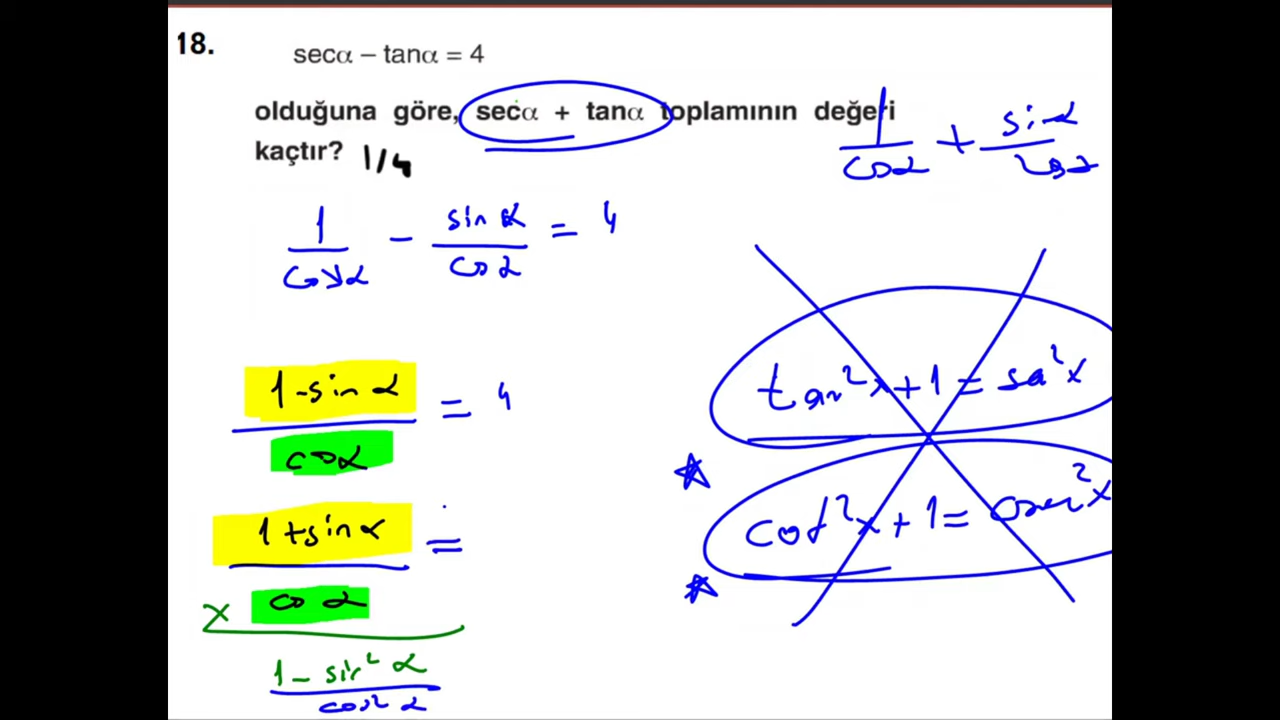 18.
secα – tanα = 4
olduğuna göre, secα + tanα toplamının değeri
kaçtır? 1/4
1/cosα + sinα/cosα
1/cosα - sinα/cosα = 4
1-sinα/cosα = 4
tan²x+1 = sec²x
1+sinα/cosα =
cot²x+1= cosec²x
x
1-sin²α/cos²α